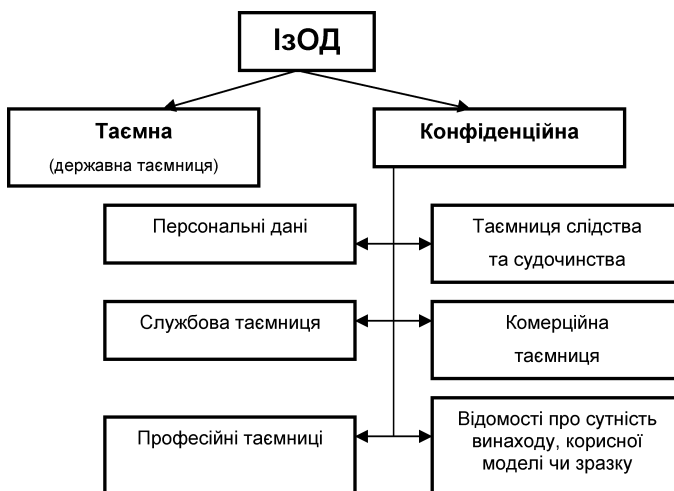 ІзОД
Таємна
(державна таємниця)
Конфіденційна
Персональні дані
Таємниця слідства
та судочинства
Службова таємниця
Комерційна
таємниця
Професійні таємниці
Відомості про сутність
винаходу, корисної
моделі чи зразку